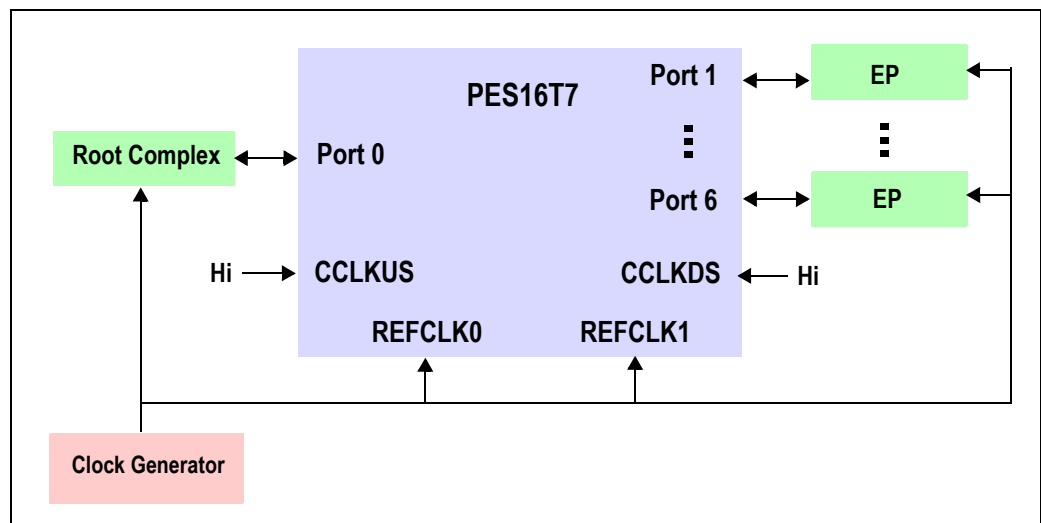 PES16T7
Port 1
EP
Root Complex
Port 0
Port 6
EP
Hi
CCLKUS
CCLKDS
Hi
REFCLK0
REFCLK1
Clock Generator